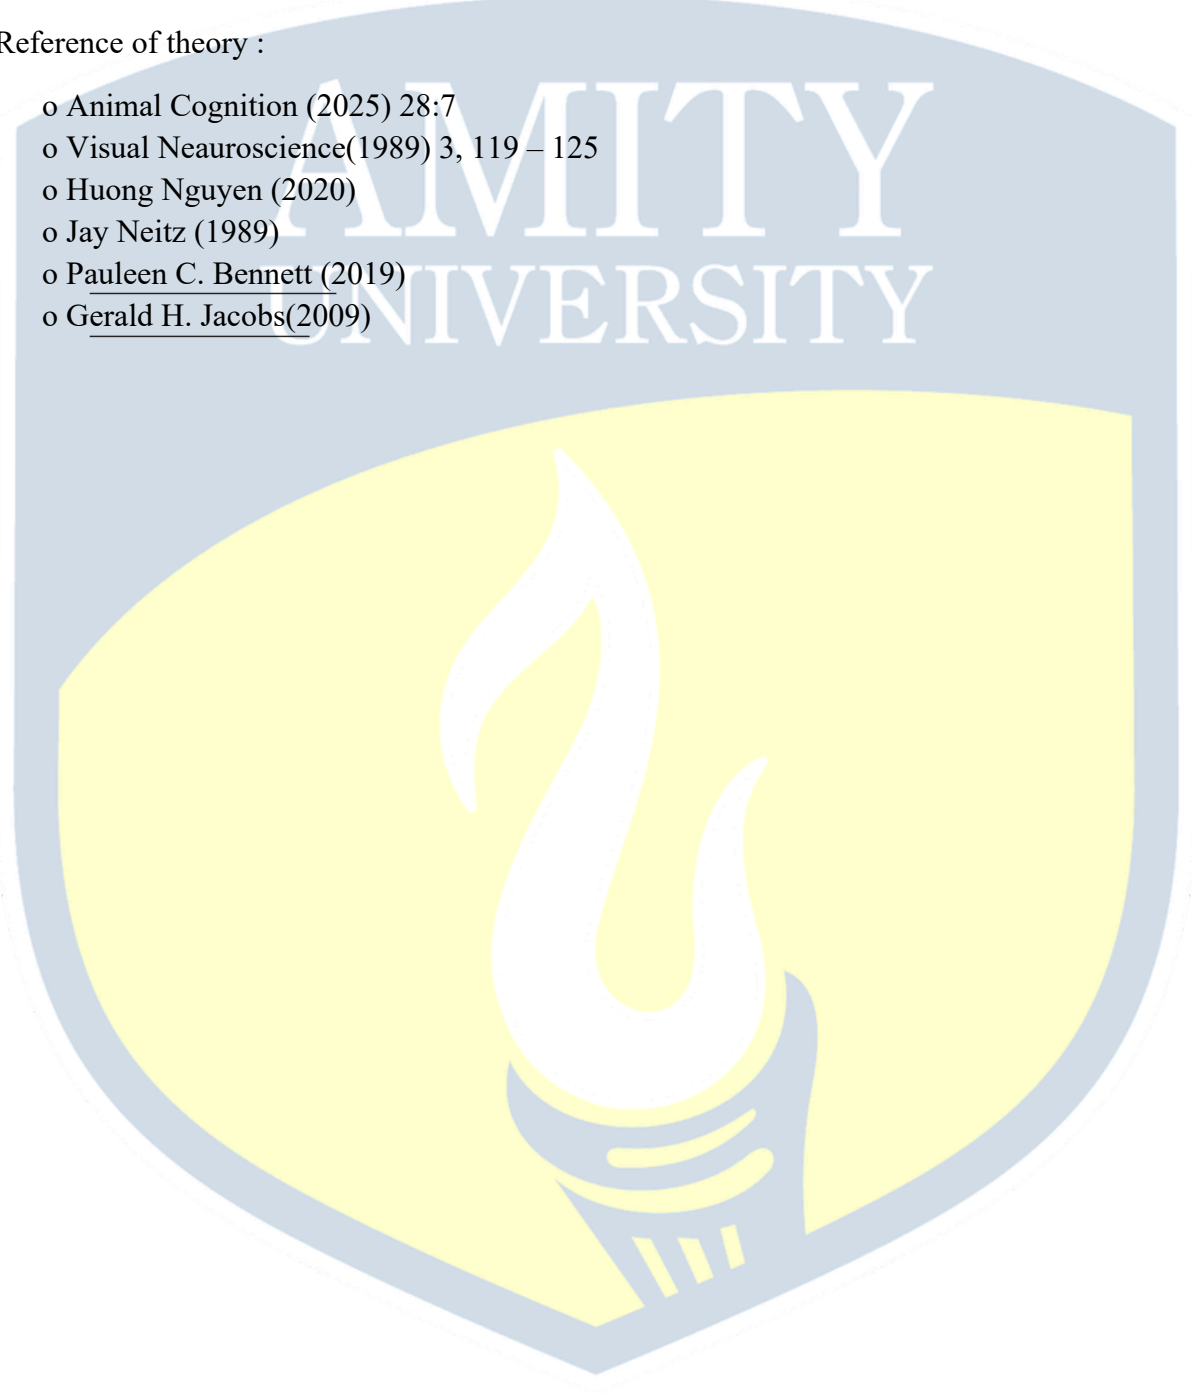 Reference of theory :
o Animal Cognition (2025) 28:7
o Visual Neauroscience(1989) 3, 119 – 125
o Huong Nguyen (2020)
o Jay Neitz (1989)
o Pauleen C. Bennett (2019)
o Gerald H. Jacobs(2009)
AMITY
UNIVERSITY